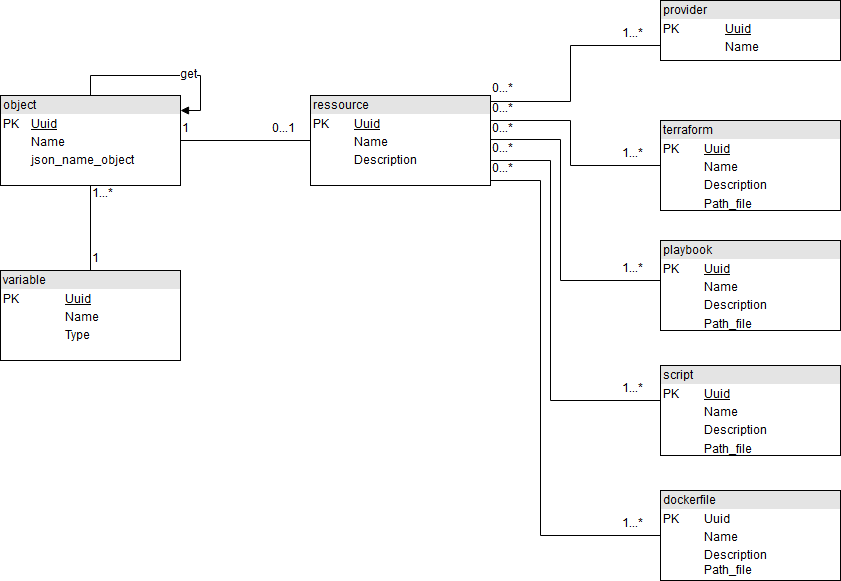 get
object
PK Uuid
Name
json_name_object
1
0...1
1...*
1
variable
PK Uuid
Name
Type
ressource
PK Uuid
Name
Description
0...*
0...*
0...*
0...*
0...*
1...*
provider
PK Uuid
Name
1...*
terraform
PK Uuid
Name
Description
Path_file
1...*
playbook
PK Uuid
Name
Description
Path_file
1...*
script
PK Uuid
Name
Description
Path_file
1...*
dockerfile
PK Uuid
Name
Description
Path_file